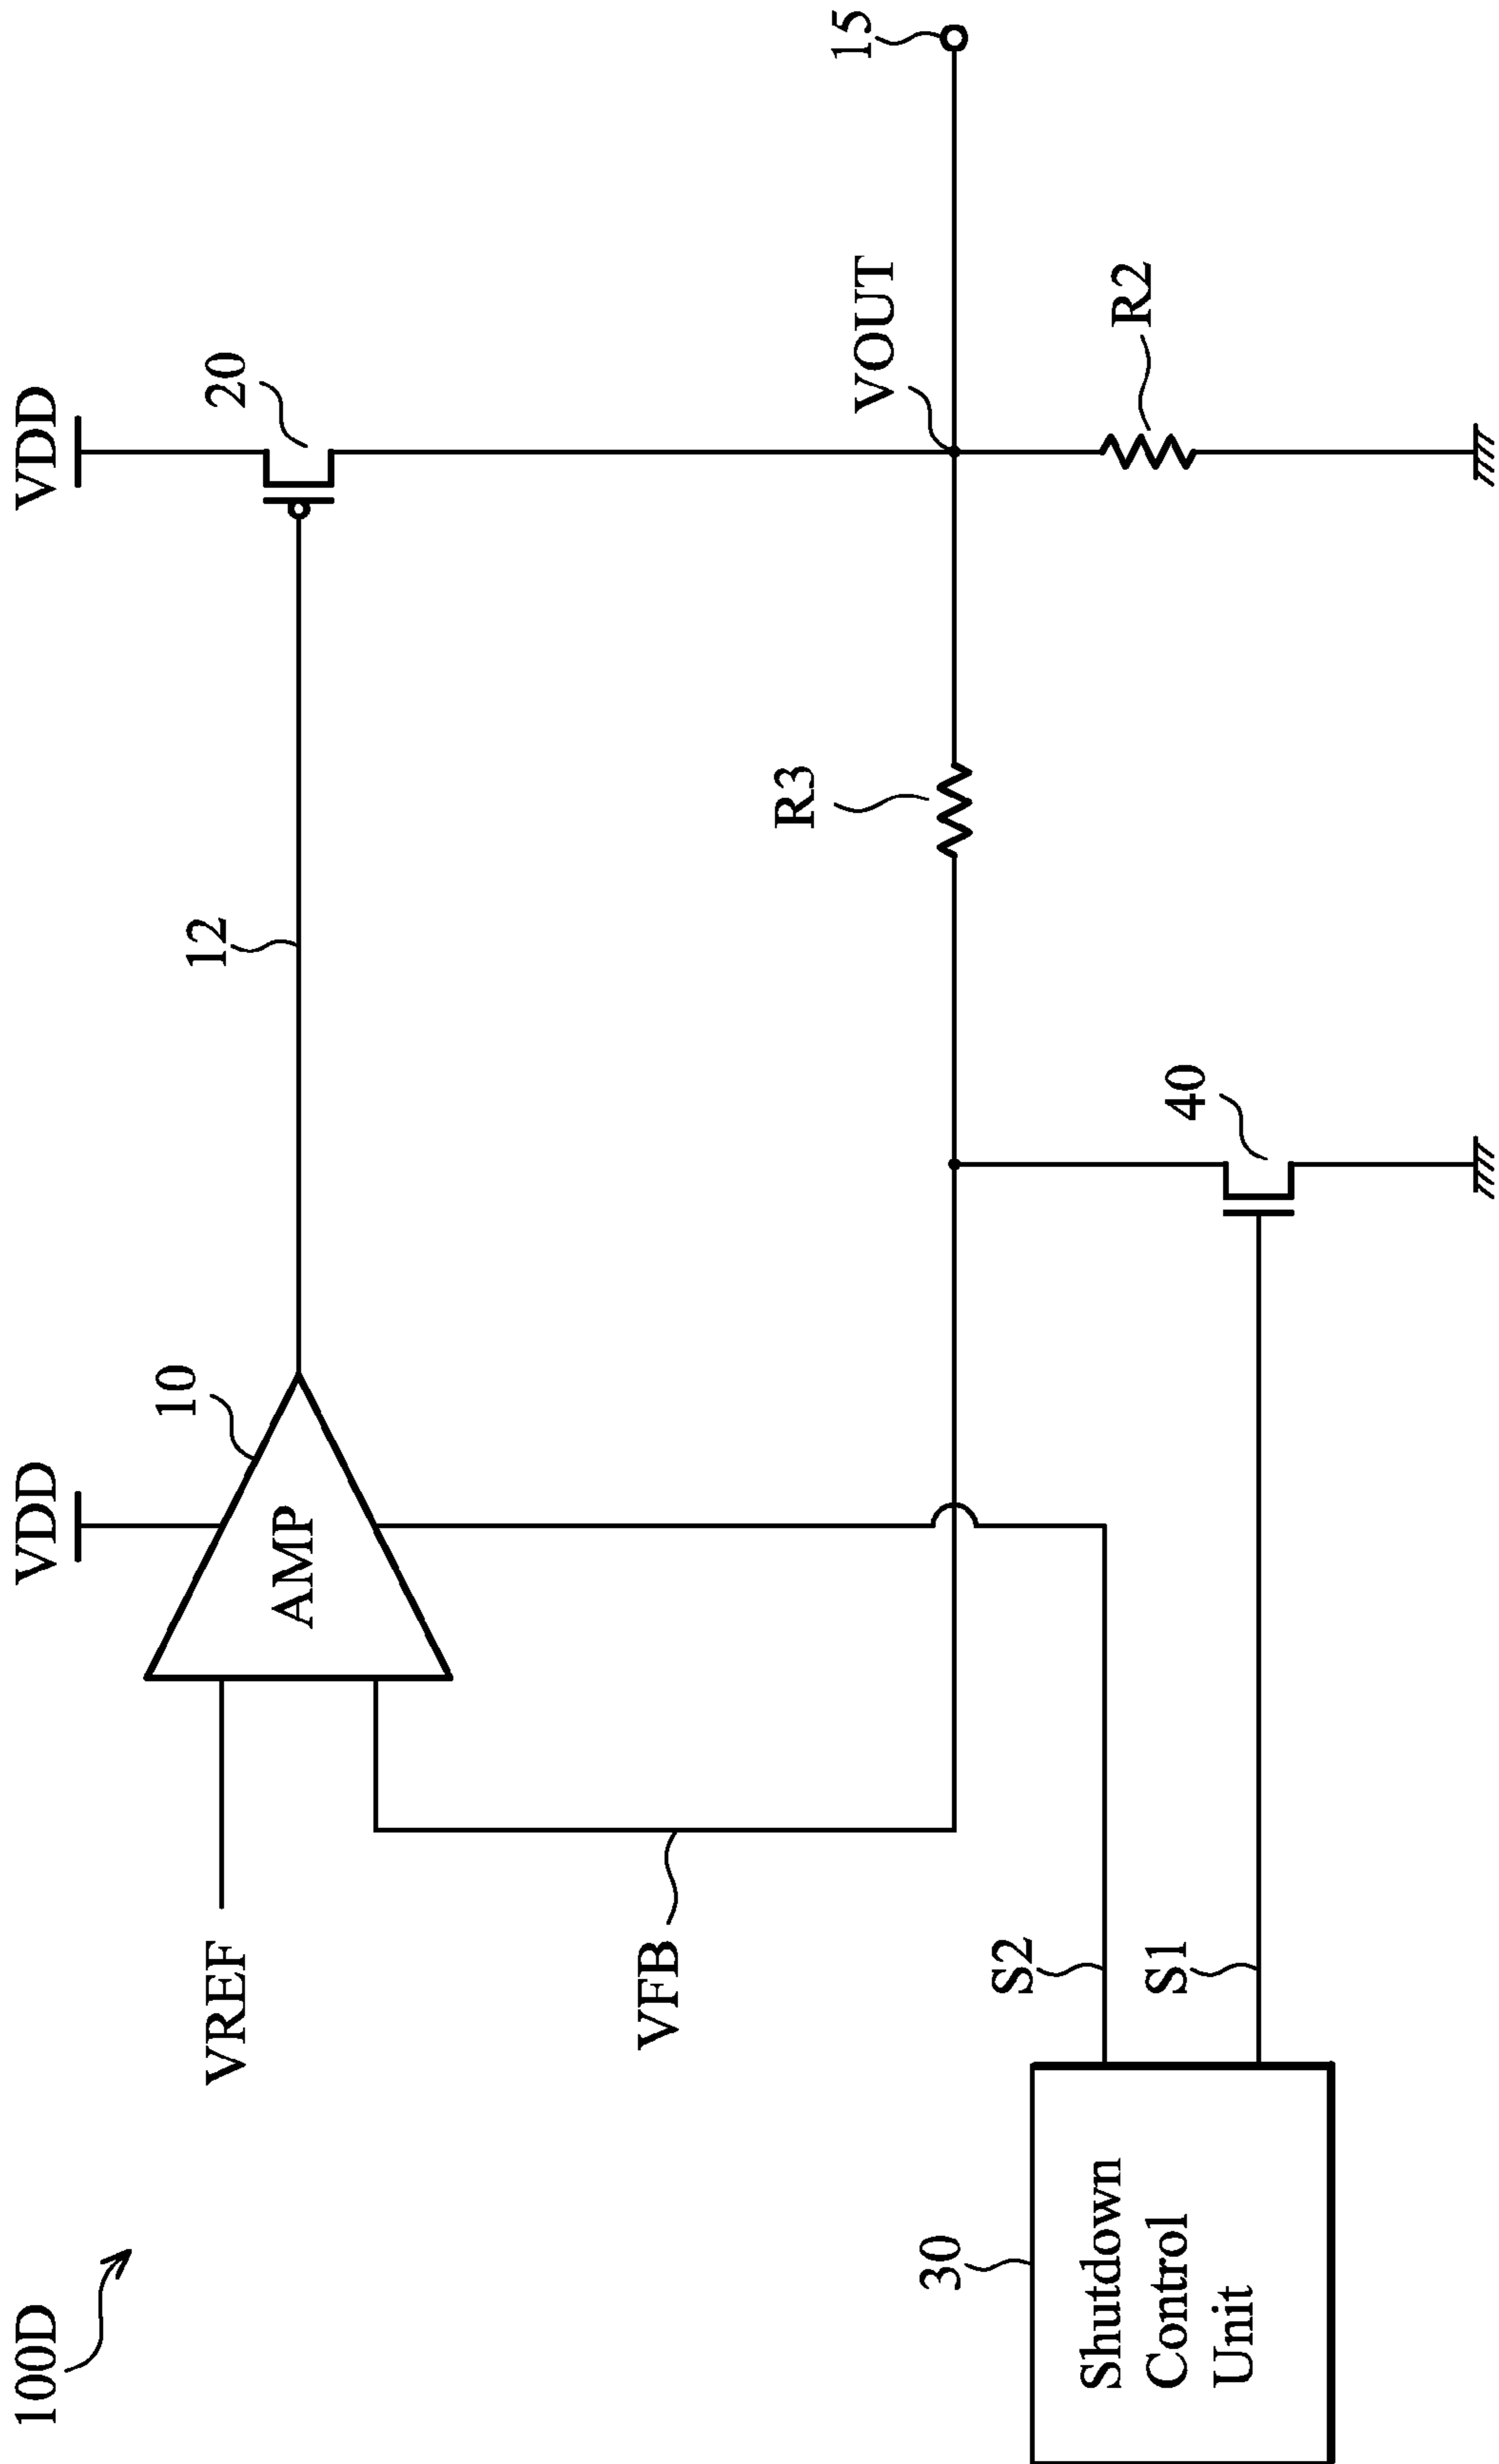 100D
VDD
VDD
10
AMP
12
20
VREF
VFB
R3
VOUT
15
30
Shutdown
Control
Unit
S2
S1
40
R2